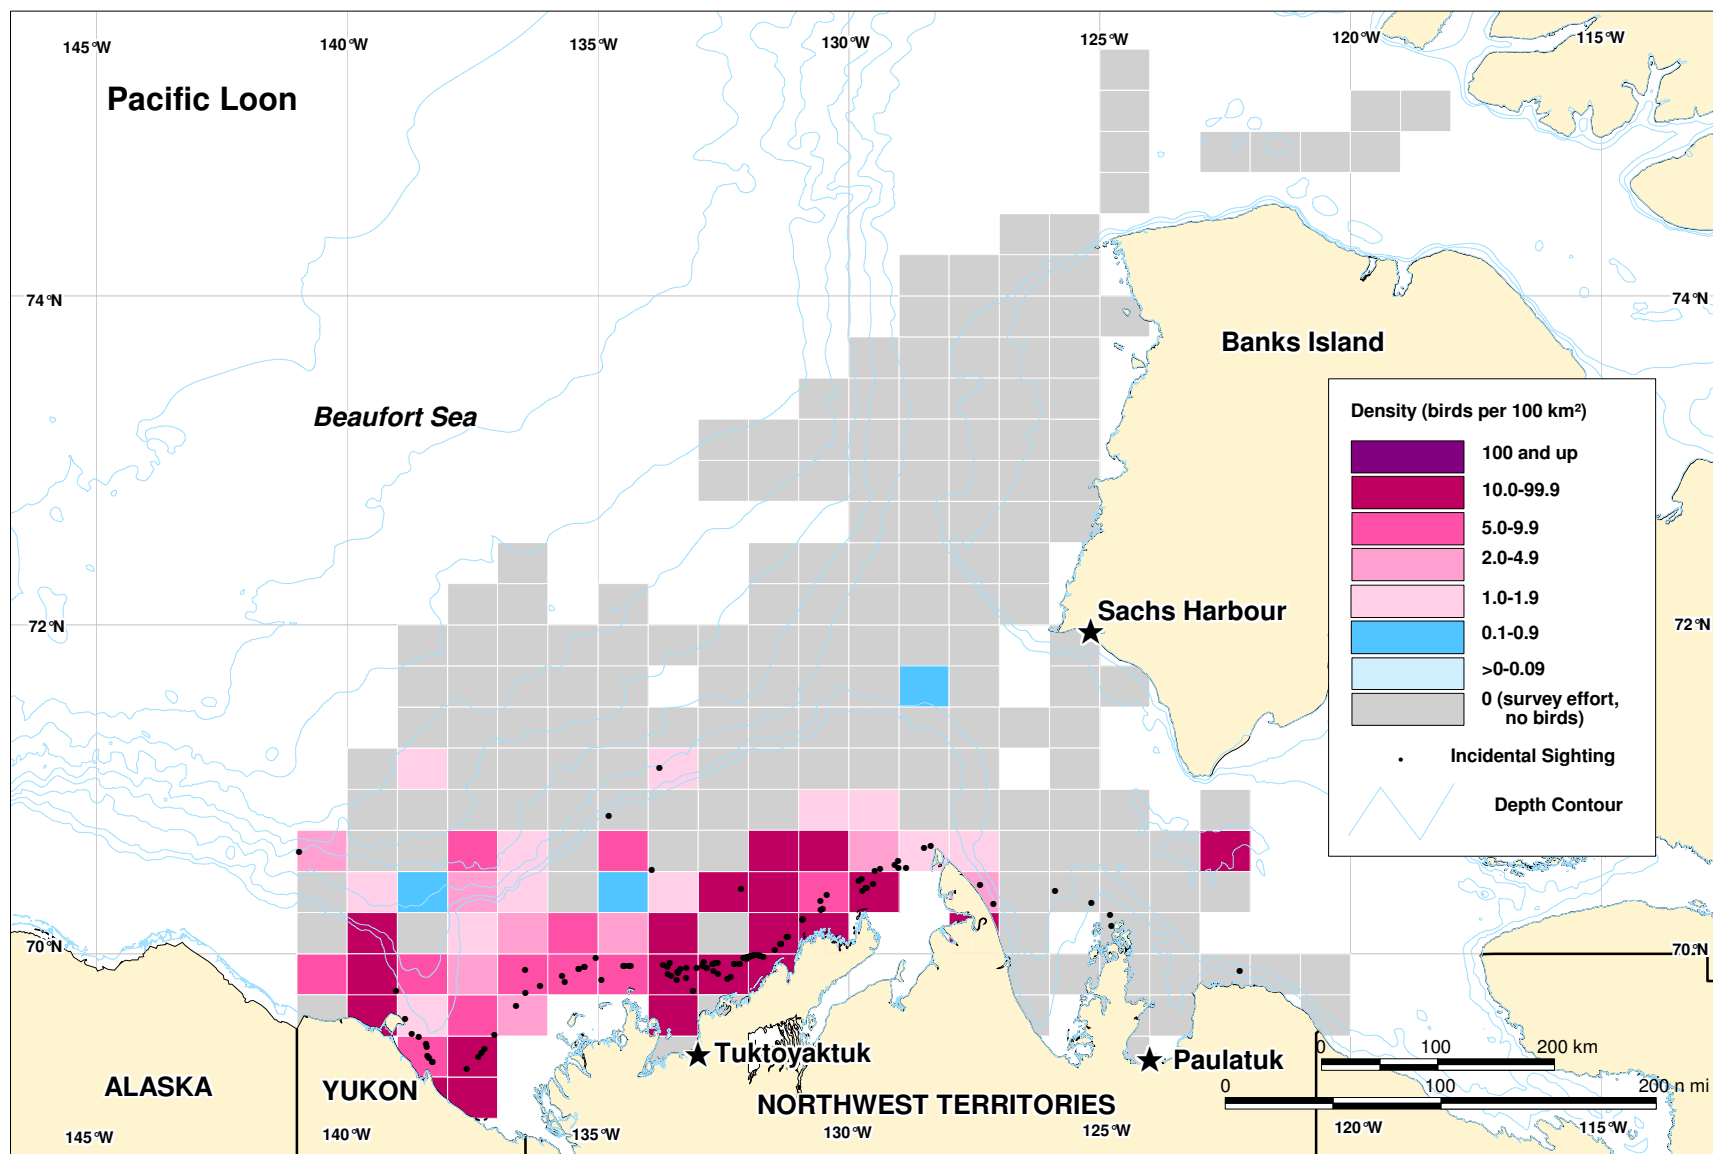 145°W 140°W 135°W 130°W 125°W 120°W 115°W
Pacific Loon
74°N 74°N
Banks Island
Beaufort Sea
Density (birds per 100 km²)
100 and up
10.0-99.9
5.0-9.9
2.0-4.9
1.0-1.9
0.1-0.9
>0-0.09
0 (survey effort,
no birds)
Incidental Sighting
Depth Contour
Sachs Harbour
72°N 72°N
70°N 70°N
Tuktoyaktuk
Paulatuk
0 100 200 km
0 100 200 n mi
ALASKA
YUKON
NORTHWEST TERRITORIES
145°W 140°W 135°W 130°W 125°W 120°W 115°W